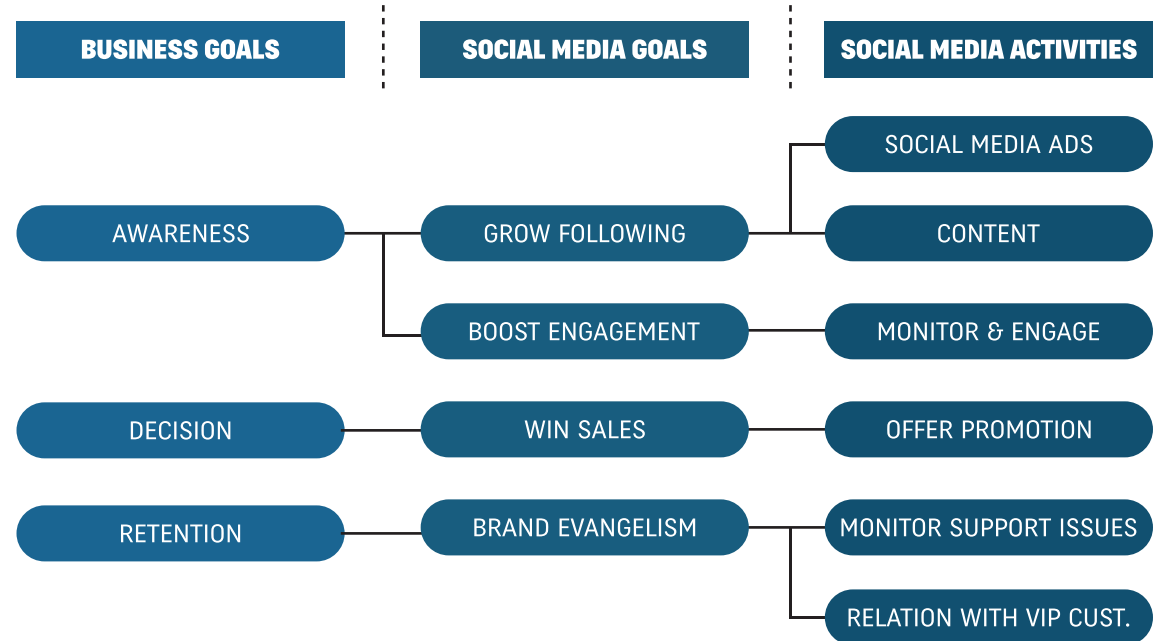 BUSINESS GOALS
SOCIAL MEDIA GOALS
SOCIAL MEDIA ACTIVITIES
SOCIAL MEDIA ADS
AWARENESS
GROW FOLLOWING
CONTENT
BOOST ENGAGEMENT
MONITOR & ENGAGE
DECISION
WIN SALES
OFFER PROMOTION
RETENTION
BRAND EVANGELISM
MONITOR SUPPORT ISSUES
RELATION WITH VIP CUST.